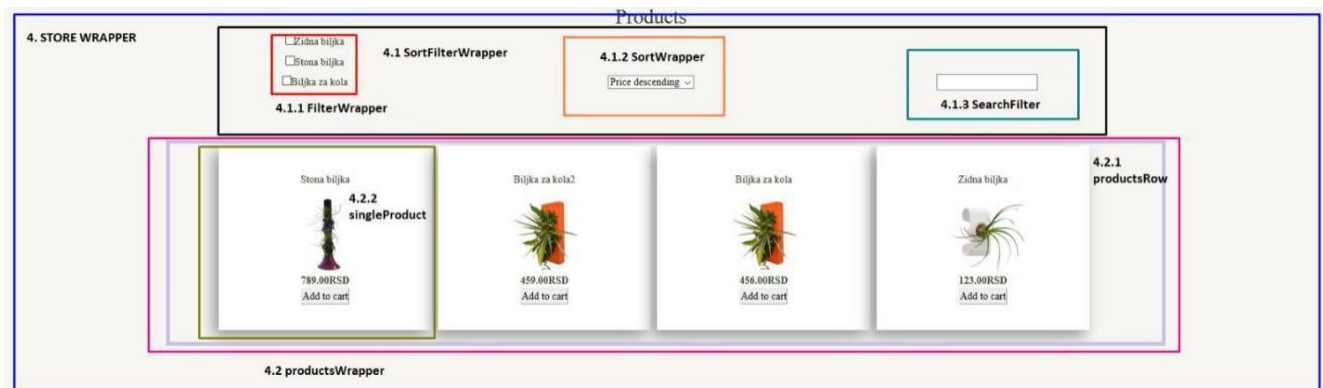 Products
4. STORE WRAPPER
Zidna biljka
Stona biljka
Biljka za kola
4.1 SortFilterWrapper
4.1.1 FilterWrapper
4.1.2 SortWrapper
Price descending
4.1.3 SearchFilter
Stona biljka
4.2.2
singleProduct
789.00RSD
Add to cart
Biljka za kola2
459.00RSD
Add to cart
Biljka za kola
456.00RSD
Add to cart
Zidna biljka
123.00RSD
Add to cart
4.2.1
productsRow
4.2 productsWrapper